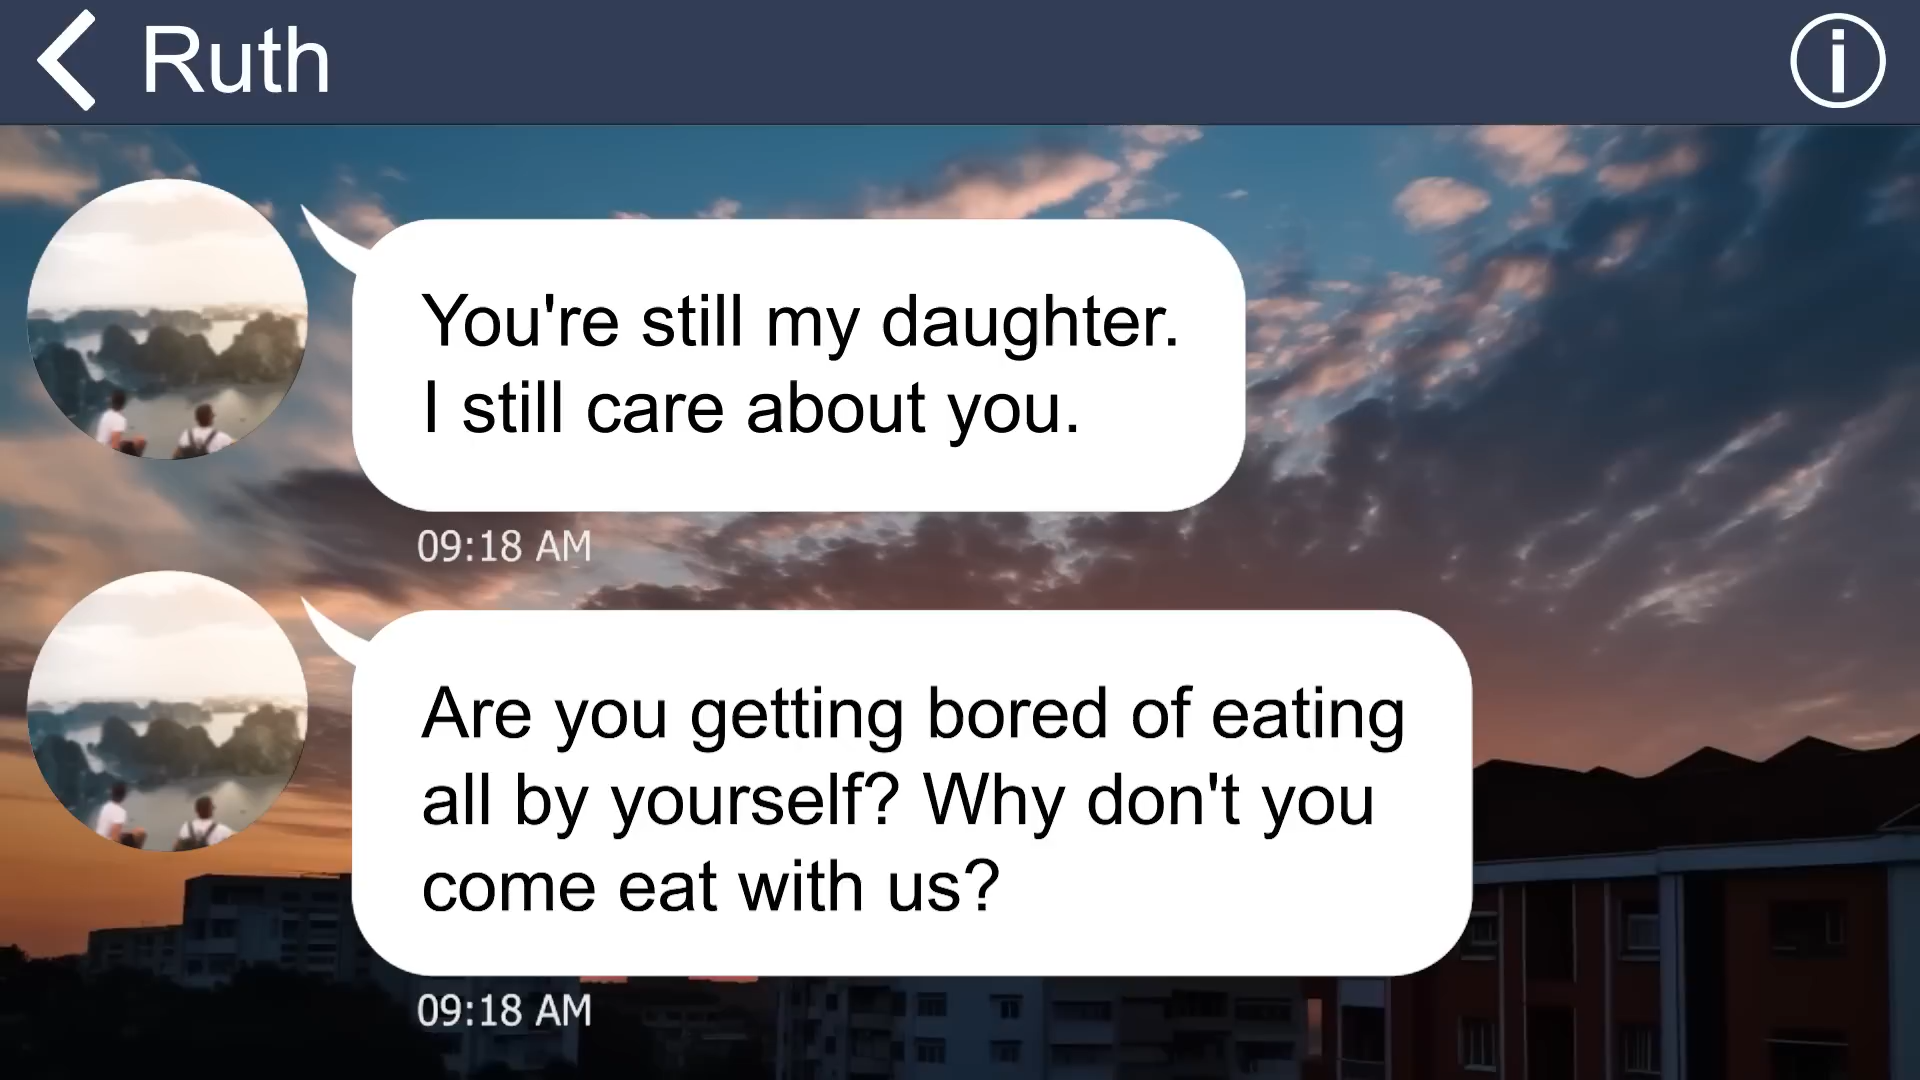 Ruth
You're still my daughter.
I still care about you.
09:18 AM
Are you getting bored of eating
all by yourself? Why don't you
come eat with us?
09:18 AM